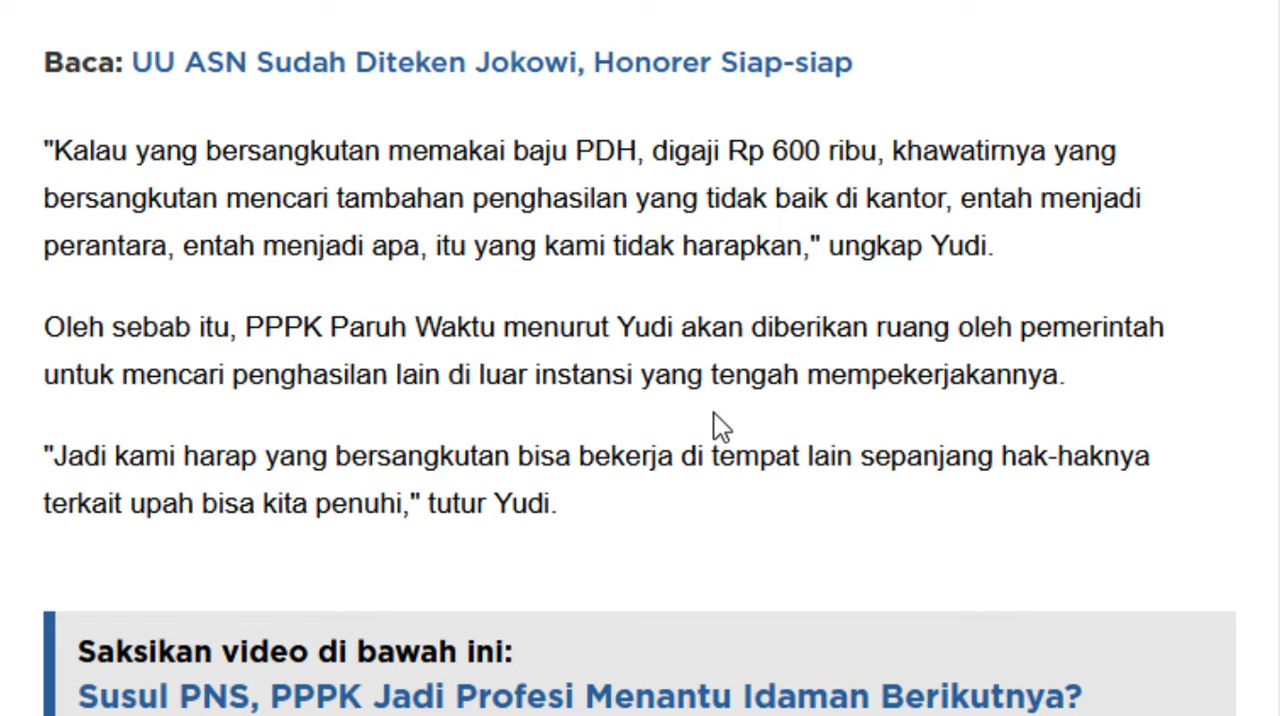 Baca: UU ASN Sudah Diteken Jokowi, Honorer Siap-siap
"Kalau yang bersangkutan memakai baju PDH, digaji Rp 600 ribu, khawatirnya yang
bersangkutan mencari tambahan penghasilan yang tidak baik di kantor, entah menjadi
perantara, entah menjadi apa, itu yang kami tidak harapkan," ungkap Yudi.
Oleh sebab itu, PPPK Paruh Waktu menurut Yudi akan diberikan ruang oleh pemerintah
untuk mencari penghasilan lain di luar instansi yang tengah mempekerjakannya.
"Jadi kami harap yang bersangkutan bisa bekerja di tempat lain sepanjang hak-haknya
terkait upah bisa kita penuhi," tutur Yudi.
Saksikan video di bawah ini:
Susul PNS, PPPK Jadi Profesi Menantu Idaman Berikutnya?